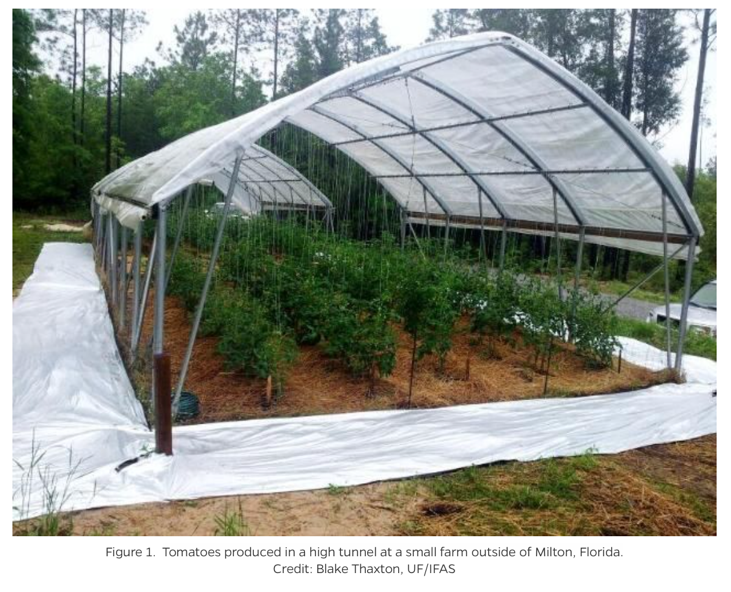 Figure 1. Tomatoes produced in a high tunnel at a small farm outside of Milton, Florida.
Credit: Blake Thaxton, UF/IFAS